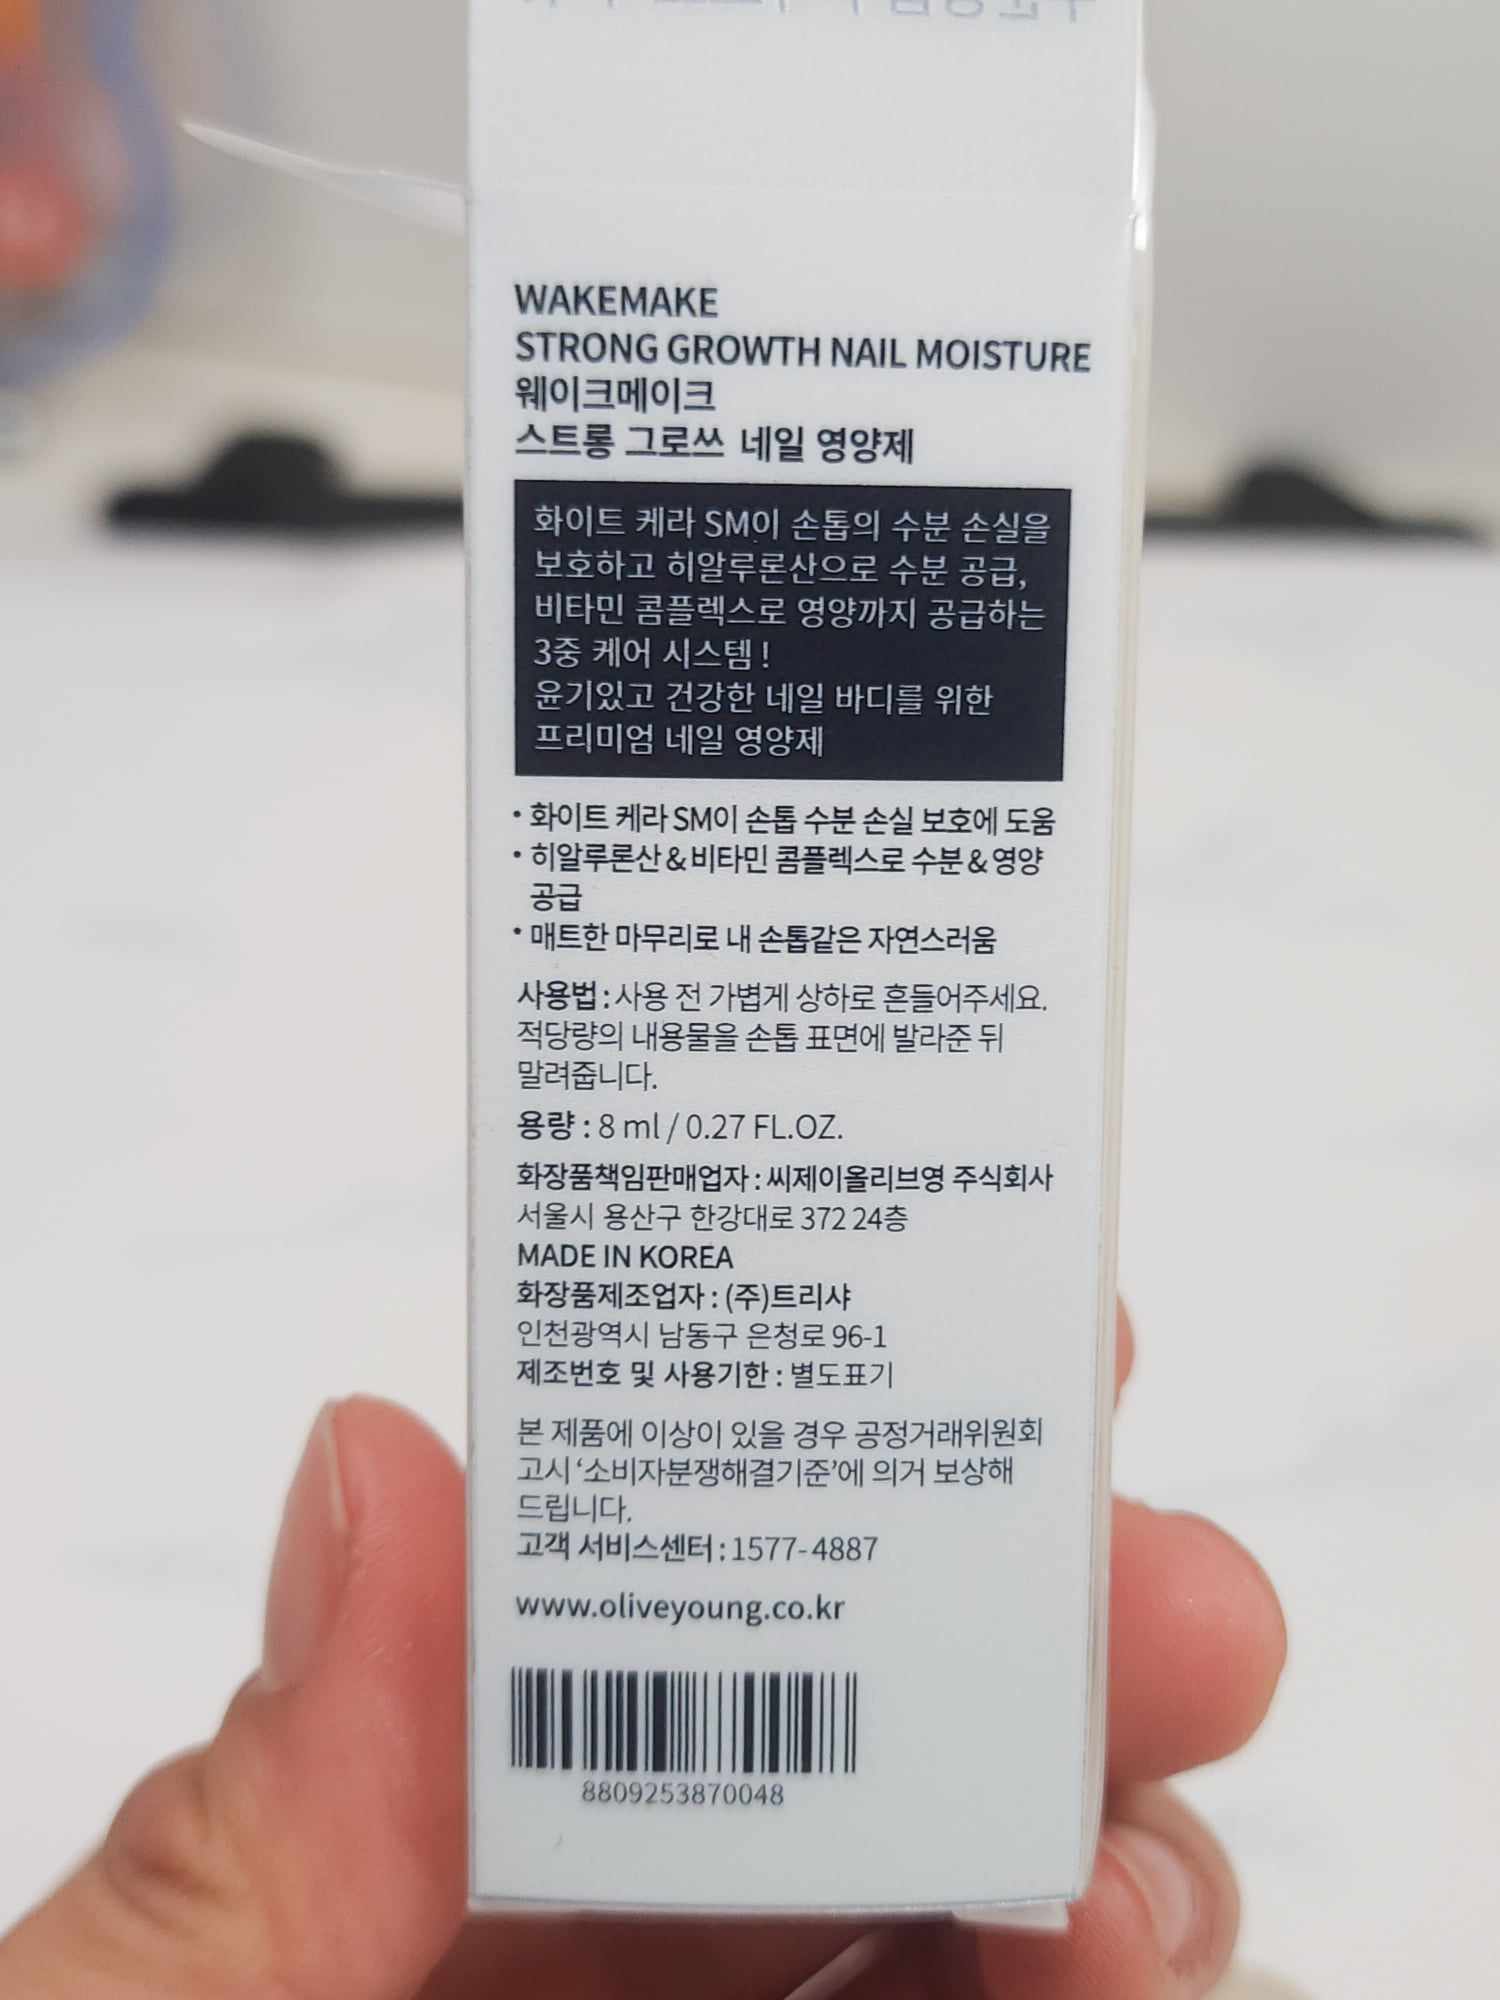 WAKEMAKE
STRONG GROWTH NAIL MOISTURE
웨이크메이크
스트롱 그로쓰 네일 영양제
화이트 케라 SM이 손톱의 수분 손실을
보호하고 히알루론산으로 수분 공급,
비타민 콤플렉스로 영양까지 공급하는
3중 케어 시스템 !
윤기있고 건강한 네일 바디를 위한
프리미엄 네일 영양제
• 화이트 케라 SM이 손톱 수분 손실 보호에 도움
• 히알루론산 & 비타민 콤플렉스로 수분 & 영양
공급
• 매트한 마무리로 내 손톱같은 자연스러움
사용법 : 사용 전 가볍게 상하로 흔들어주세요.
적당량의 내용물을 손톱 표면에 발라준 뒤
말려줍니다.
용량 : 8 ml / 0.27 FL.OZ.
화장품책임판매업자 : 씨제이올리브영 주식회사
서울시 용산구 한강대로 372 24층
MADE IN KOREA
화장품제조업자 : (주)트리샤
인천광역시 남동구 은청로 96-1
제조번호 및 사용기한 : 별도표기
본 제품에 이상이 있을 경우 공정거래위원회
고시 ‘소비자분쟁해결기준’에 의거 보상해
드립니다.
고객 서비스센터 : 1577-4887
www.oliveyoung.co.kr
8809253870048